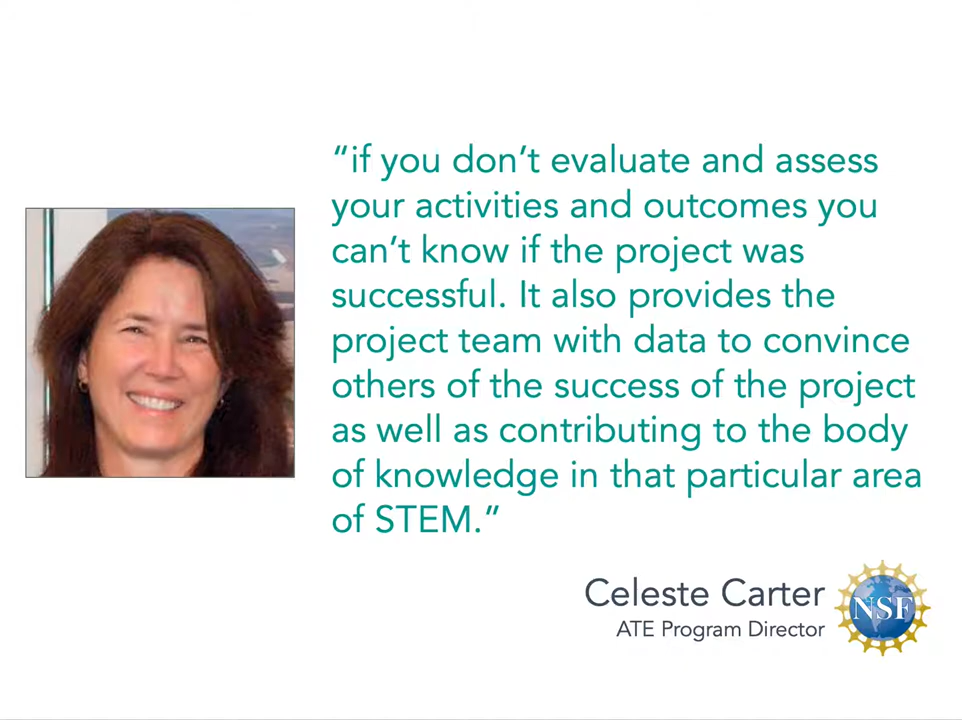 “if you don’t evaluate and assess
your activities and outcomes you
can’t know if the project was
successful. It also provides the
project team with data to convince
others of the success of the project
as well as contributing to the body
of knowledge in that particular area
of STEM.”
Celeste Carter
ATE Program Director
NSF